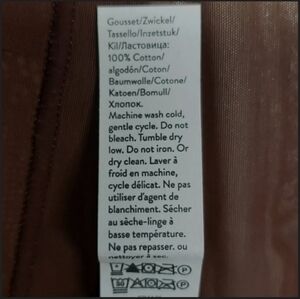 Gousset/Zwickel/
Tassello/Inzetstuk/
Kil/Ластовица:
100% Cotton/
algodón/Coton/
Baumwolle/Cotone/
Katoen/Bomull/
Хлопок.
Machine wash cold,
gentle cycle. Do not
bleach. Tumble dry
low. Do not iron. Or
dry clean. Laver à
froid en machine,
cycle délicat. Ne pas
utiliser d'agent de
blanchiment. Sécher
au sèche-linge à
basse température.
Ne pas repasser. ou
nettoyer à sec.